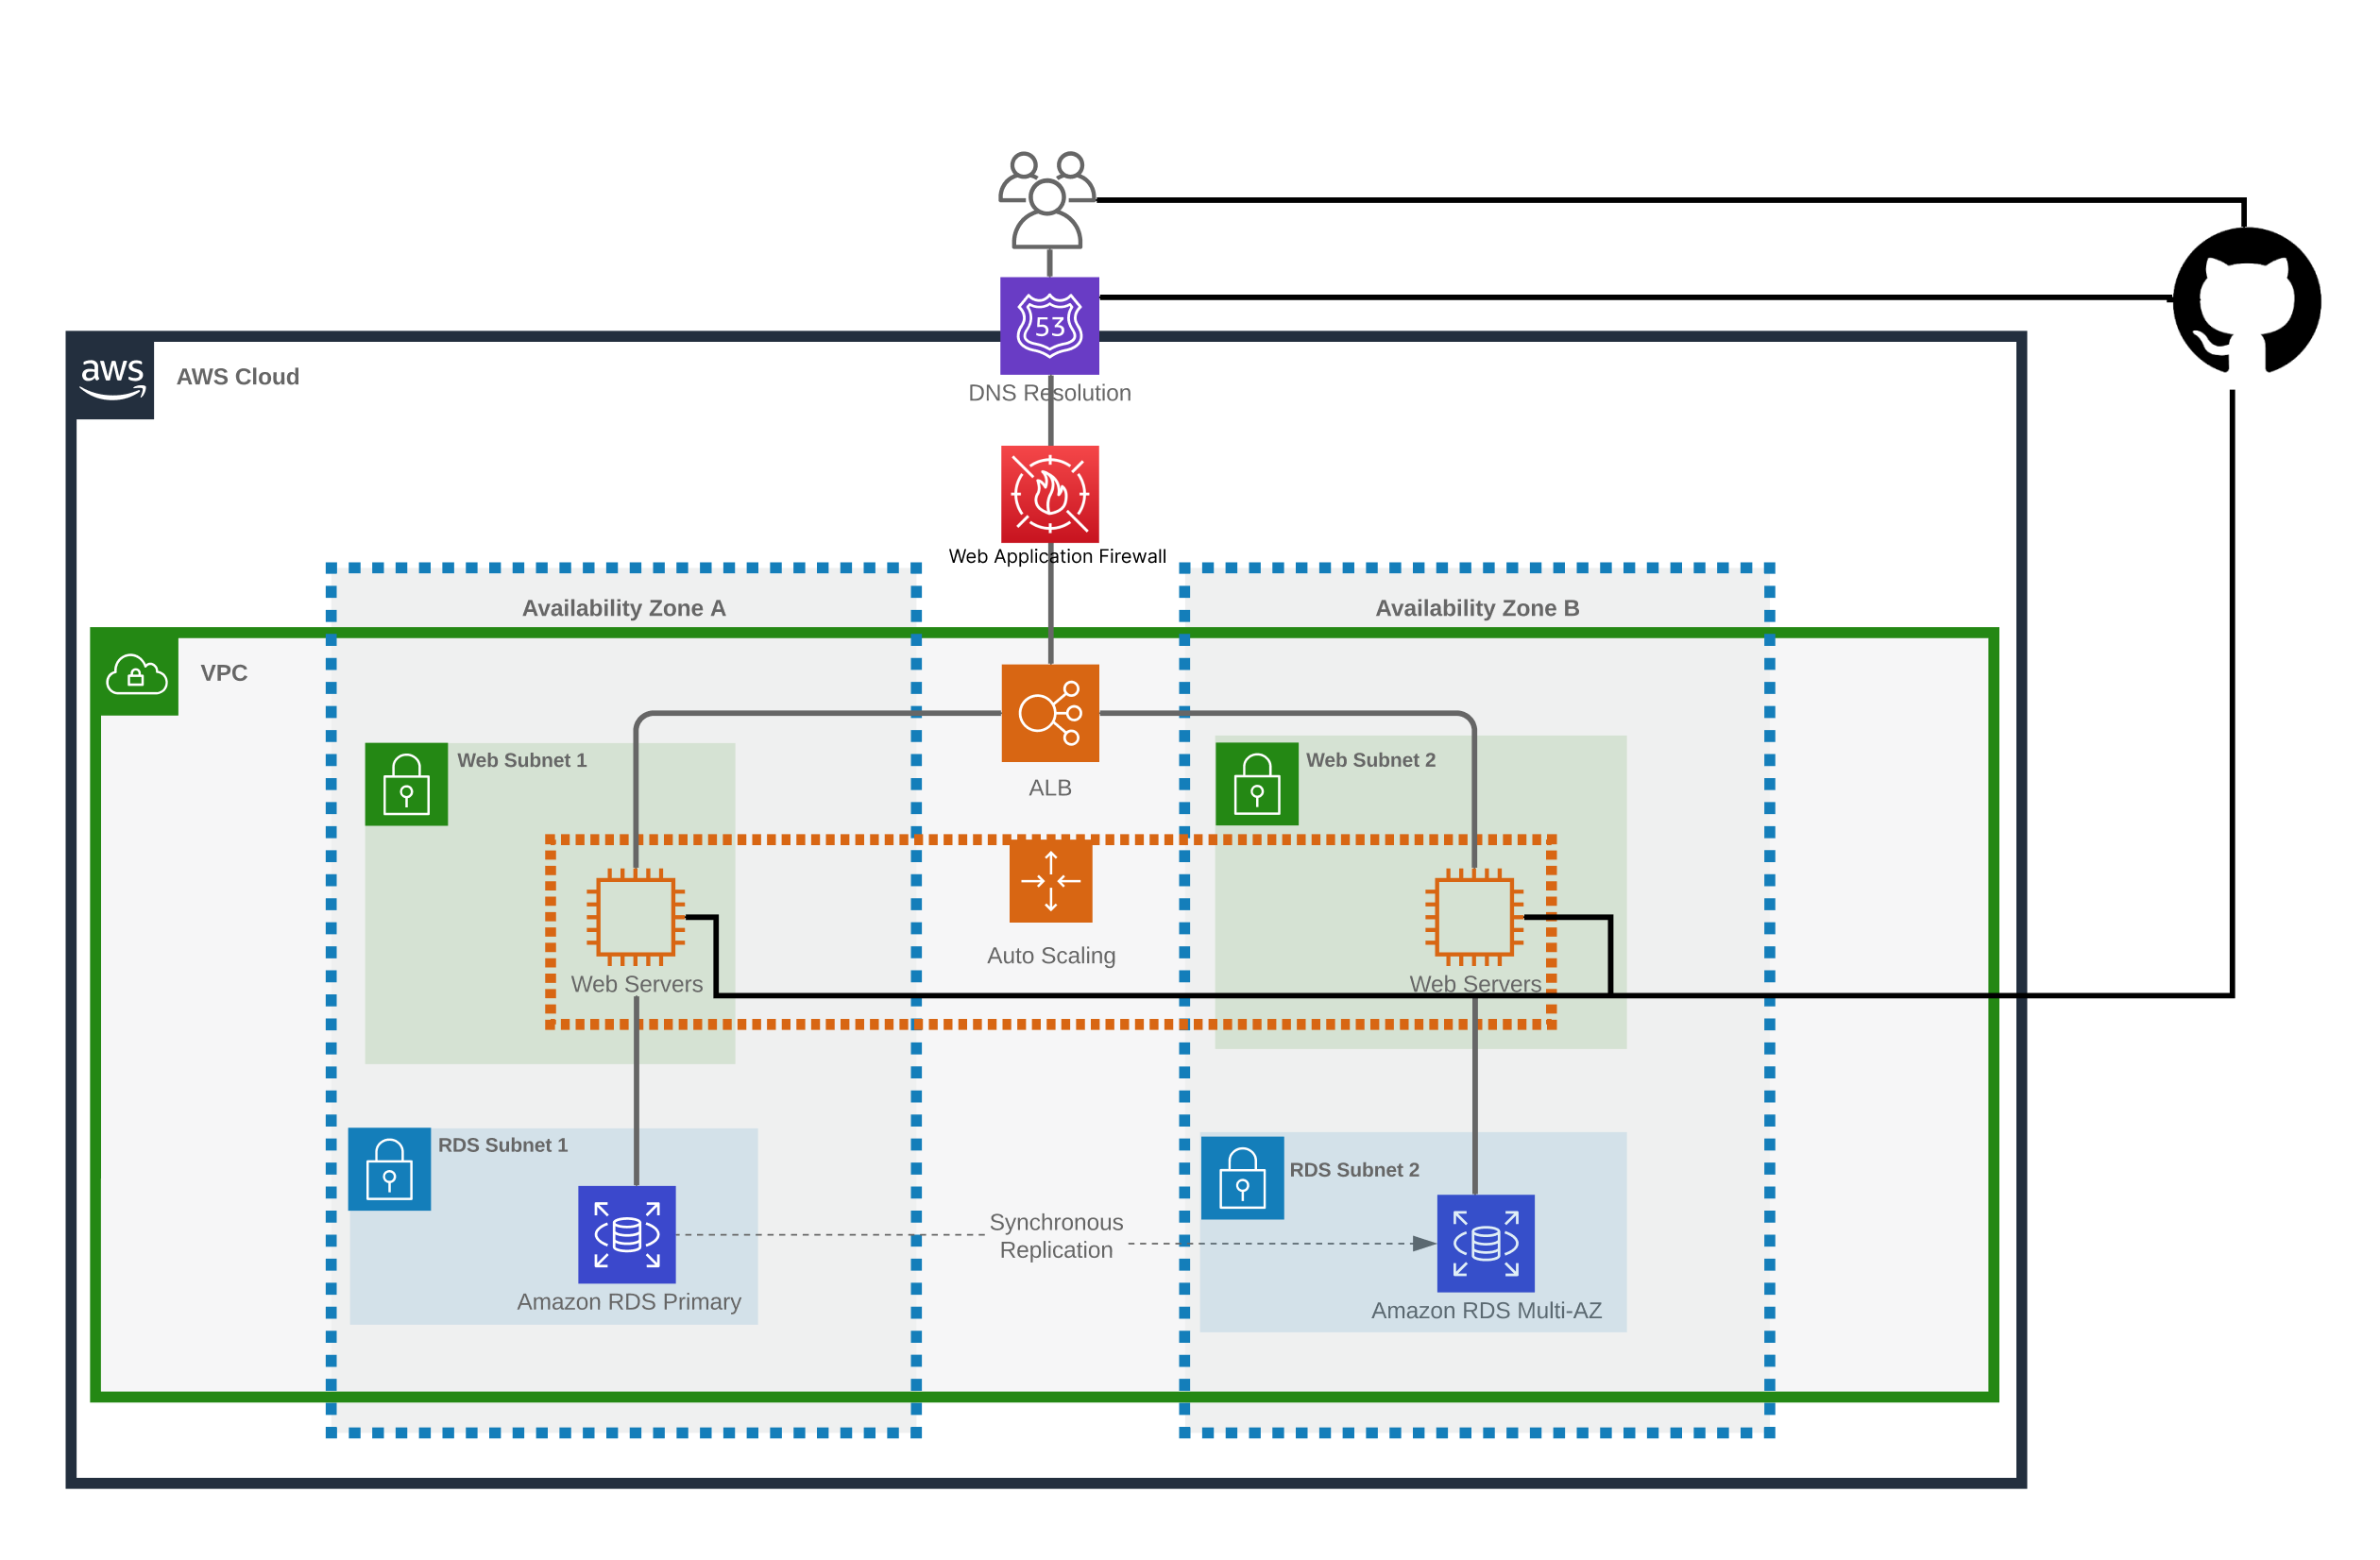 53
aws
AWS Cloud
DNS Resolution
Web Application Firewall
Availability Zone A
Availability Zone B
VPC
Web Subnet 1
Web Subnet 2
ALB
Auto Scaling
Web Servers
Web Servers
RDS Subnet 1
RDS Subnet 2
Synchronous
Replication
Amazon RDS Primary
Amazon RDS Multi-AZ